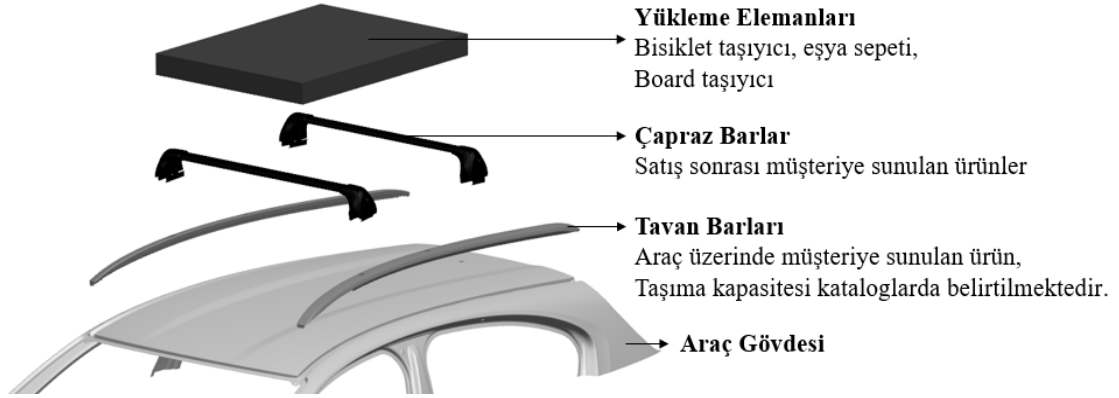 Yükleme Elemanları
Bisiklet taşıyıcı, eşya sepeti,
Board taşıyıcı
Çapraz Barlar
Satış sonrası müşteriye sunulan ürünler
Tavan Barları
Araç üzerinde müşteriye sunulan ürün,
Taşıma kapasitesi kataloglarda belirtilmektedir.
Araç Gövdesi